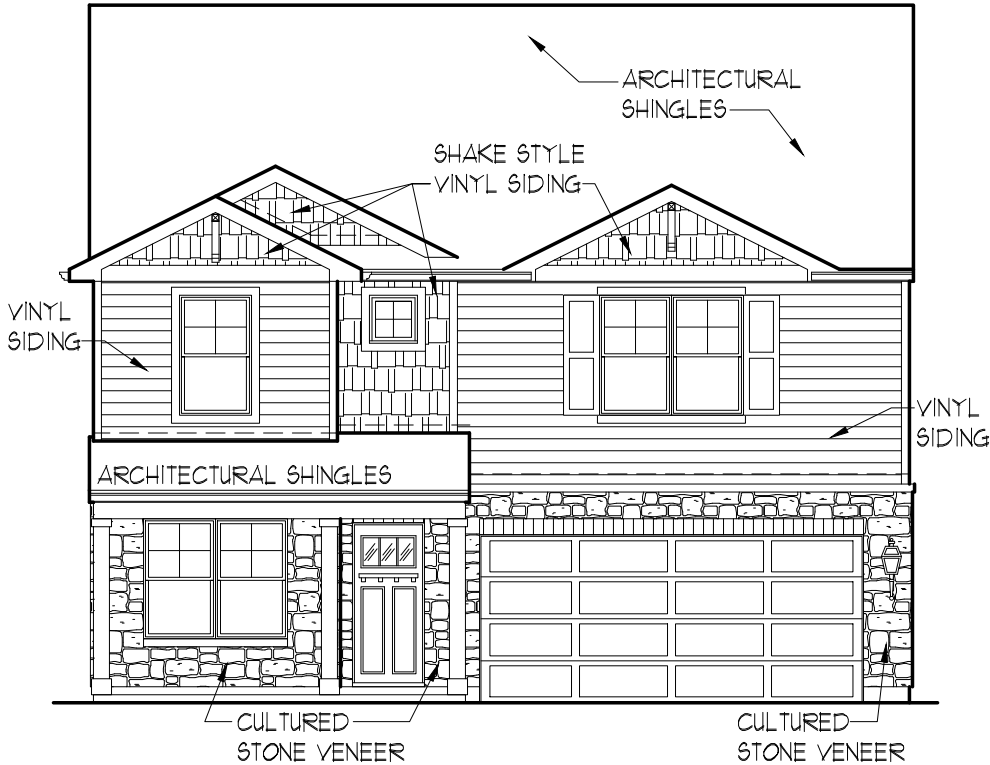 ARCHITECTURAL
SHINGLES
SHAKE STYLE
VINYL SIDING
VINYL
SIDING
VINYL
SIDING
ARCHITECTURAL SHINGLES
CULTURED
STONE VENEER
CULTURED
STONE VENEER